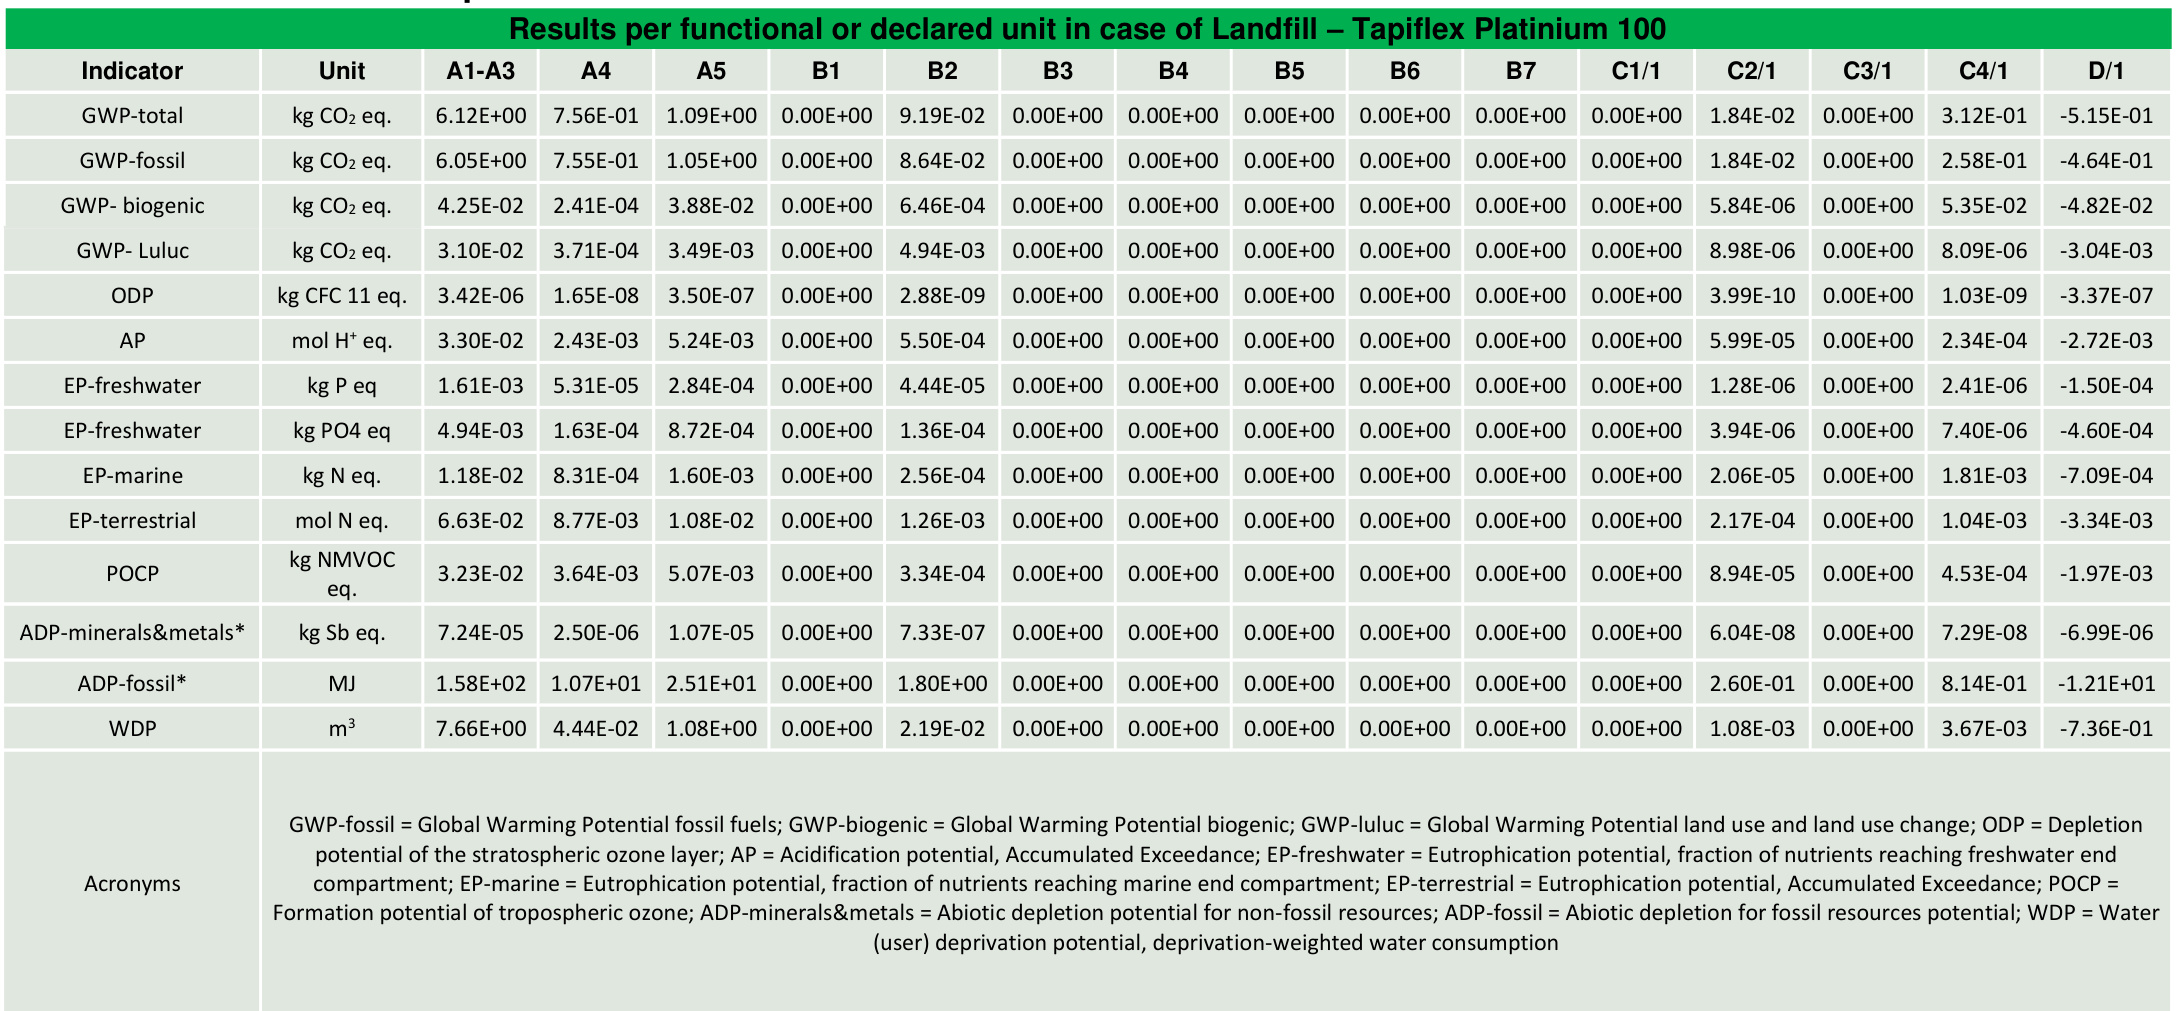 Results per functional or declared unit in case of Landfill – Tapiflex Platinium 100
Indicator Unit A1-A3 A4 A5 B1 B2 B3 B4 B5 B6 B7 C1/1 C2/1 C3/1 C4/1 D/1
GWP-total kg CO₂ eq. 6.12E+00 7.56E-01 1.09E+00 0.00E+00 9.19E-02 0.00E+00 0.00E+00 0.00E+00 0.00E+00 0.00E+00 0.00E+00 1.84E-02 0.00E+00 3.12E-01 -5.15E-01
GWP-fossil kg CO₂ eq. 6.05E+00 7.55E-01 1.05E+00 0.00E+00 8.64E-02 0.00E+00 0.00E+00 0.00E+00 0.00E+00 0.00E+00 0.00E+00 1.84E-02 0.00E+00 2.58E-01 -4.64E-01
GWP- biogenic kg CO₂ eq. 4.25E-02 2.41E-04 3.88E-02 0.00E+00 6.46E-04 0.00E+00 0.00E+00 0.00E+00 0.00E+00 0.00E+00 0.00E+00 5.84E-06 0.00E+00 5.35E-02 -4.82E-02
GWP- Luluc kg CO₂ eq. 3.10E-02 3.71E-04 3.49E-03 0.00E+00 4.94E-03 0.00E+00 0.00E+00 0.00E+00 0.00E+00 0.00E+00 0.00E+00 8.98E-06 0.00E+00 8.09E-06 -3.04E-03
ODP kg CFC 11 eq. 3.42E-06 1.65E-08 3.50E-07 0.00E+00 2.88E-09 0.00E+00 0.00E+00 0.00E+00 0.00E+00 0.00E+00 0.00E+00 3.99E-10 0.00E+00 1.03E-09 -3.37E-07
AP mol H⁺ eq. 3.30E-02 2.43E-03 5.24E-03 0.00E+00 5.50E-04 0.00E+00 0.00E+00 0.00E+00 0.00E+00 0.00E+00 0.00E+00 5.99E-05 0.00E+00 2.34E-04 -2.72E-03
EP-freshwater kg P eq 1.61E-03 5.31E-05 2.84E-04 0.00E+00 4.44E-05 0.00E+00 0.00E+00 0.00E+00 0.00E+00 0.00E+00 0.00E+00 1.28E-06 0.00E+00 2.41E-06 -1.50E-04
EP-freshwater kg PO4 eq 4.94E-03 1.63E-04 8.72E-04 0.00E+00 1.36E-04 0.00E+00 0.00E+00 0.00E+00 0.00E+00 0.00E+00 0.00E+00 3.94E-06 0.00E+00 7.40E-06 -4.60E-04
EP-marine kg N eq. 1.18E-02 8.31E-04 1.60E-03 0.00E+00 2.56E-04 0.00E+00 0.00E+00 0.00E+00 0.00E+00 0.00E+00 0.00E+00 2.06E-05 0.00E+00 1.81E-03 -7.09E-04
EP-terrestrial mol N eq. 6.63E-02 8.77E-03 1.08E-02 0.00E+00 1.26E-03 0.00E+00 0.00E+00 0.00E+00 0.00E+00 0.00E+00 0.00E+00 2.17E-04 0.00E+00 1.04E-03 -3.34E-03
POCP kg NMVOC eq. 3.23E-02 3.64E-03 5.07E-03 0.00E+00 3.34E-04 0.00E+00 0.00E+00 0.00E+00 0.00E+00 0.00E+00 0.00E+00 8.94E-05 0.00E+00 4.53E-04 -1.97E-03
ADP-minerals&metals* kg Sb eq. 7.24E-05 2.50E-06 1.07E-05 0.00E+00 7.33E-07 0.00E+00 0.00E+00 0.00E+00 0.00E+00 0.00E+00 0.00E+00 6.04E-08 0.00E+00 7.29E-08 -6.99E-06
ADP-fossil* MJ 1.58E+02 1.07E+01 2.51E+01 0.00E+00 1.80E+00 0.00E+00 0.00E+00 0.00E+00 0.00E+00 0.00E+00 0.00E+00 2.60E-01 0.00E+00 8.14E-01 -1.21E+01
WDP m³ 7.66E+00 4.44E-02 1.08E+00 0.00E+00 2.19E-02 0.00E+00 0.00E+00 0.00E+00 0.00E+00 0.00E+00 0.00E+00 1.08E-03 0.00E+00 3.67E-03 -7.36E-01
Acronyms
GWP-fossil = Global Warming Potential fossil fuels; GWP-biogenic = Global Warming Potential biogenic; GWP-luluc = Global Warming Potential land use and land use change; ODP = Depletion
potential of the stratospheric ozone layer; AP = Acidification potential, Accumulated Exceedance; EP-freshwater = Eutrophication potential, fraction of nutrients reaching freshwater end
compartment; EP-marine = Eutrophication potential, fraction of nutrients reaching marine end compartment; EP-terrestrial = Eutrophication potential, Accumulated Exceedance; POCP =
Formation potential of tropospheric ozone; ADP-minerals&metals = Abiotic depletion potential for non-fossil resources; ADP-fossil = Abiotic depletion for fossil resources potential; WDP = Water
(user) deprivation potential, deprivation-weighted water consumption